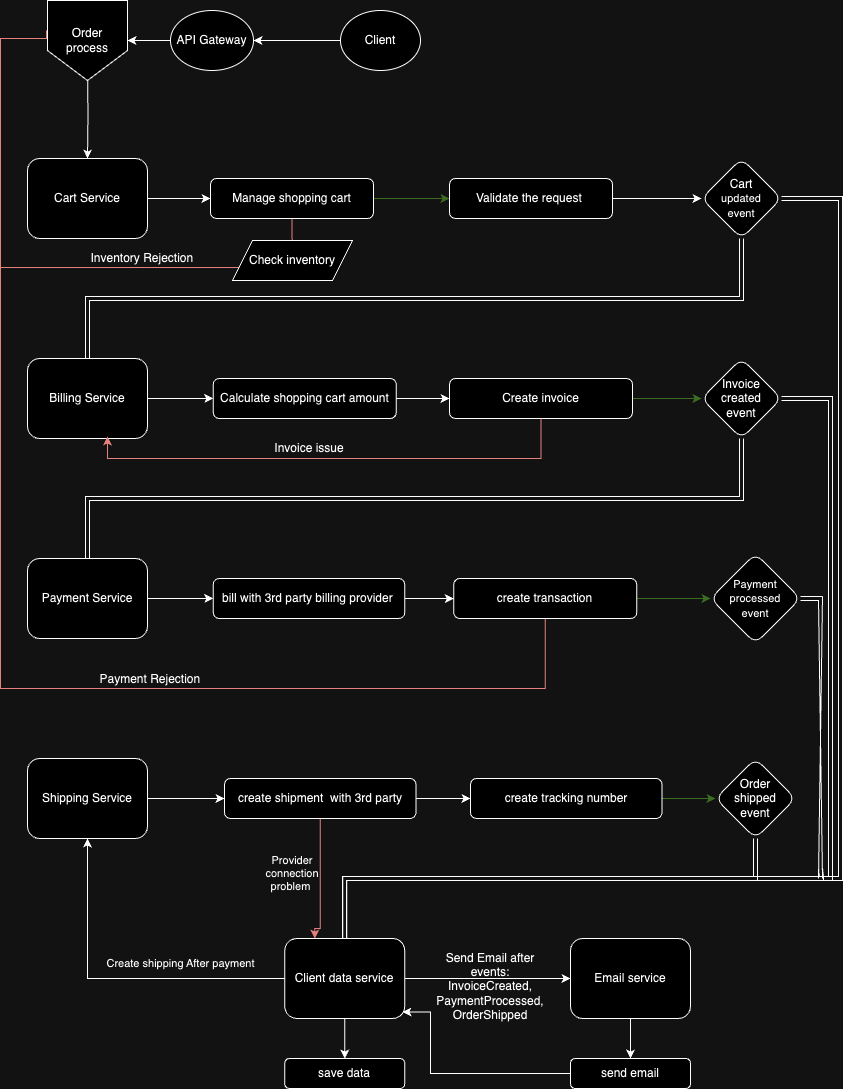 Order
process
API Gateway
Client
Cart Service
Manage shopping cart
Validate the request
Cart
updated
event
Inventory Rejection
Check inventory
Billing Service
Calculate shopping cart amount
Create invoice
Invoice
created
event
Invoice issue
Payment Service
bill with 3rd party billing provider
create transaction
Payment
processed
event
Payment Rejection
Shipping Service
create shipment  with 3rd party
create tracking number
Order
shipped
event
Provider
connection
problem
Create shipping After payment
Client data service
Send Email after
events:
InvoiceCreated,
PaymentProcessed,
OrderShipped
Email service
save data
send email